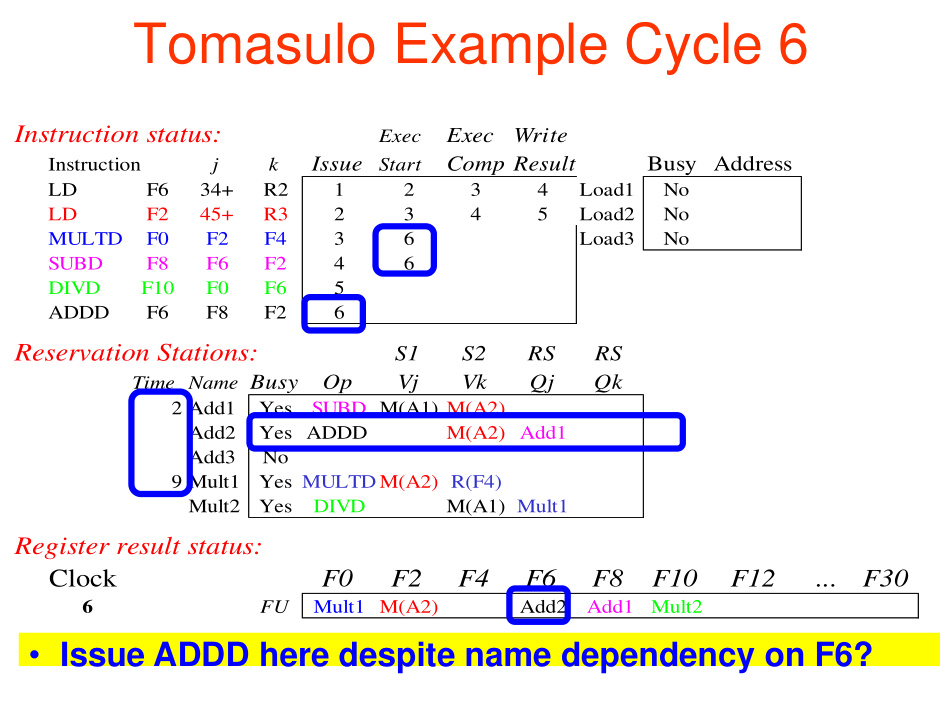 Tomasulo Example Cycle 6
Instruction status: Exec Exec Write
Instruction j k Issue Start Comp Result Busy Address
LD F6 34+ R2 1 2 3 4 Load1 No
LD F2 45+ R3 2 3 4 5 Load2 No
MULTD F0 F2 F4 3 6 Load3 No
SUBD F8 F6 F2 4 6
DIVD F10 F0 F6 5
ADDD F6 F8 F2 6
Reservation Stations: S1 S2 RS RS
Time Name Busy Op Vj Vk Qj Qk
2 Add1 Yes SUBD M(A1) M(A2)
Add2 Yes ADDD M(A2) Add1
Add3 No
9 Mult1 Yes MULTD M(A2) R(F4)
Mult2 Yes DIVD M(A1) Mult1
Register result status:
Clock F0 F2 F4 F6 F8 F10 F12 ... F30
6 FU Mult1 M(A2) Add2 Add1 Mult2
• Issue ADDD here despite name dependency on F6?